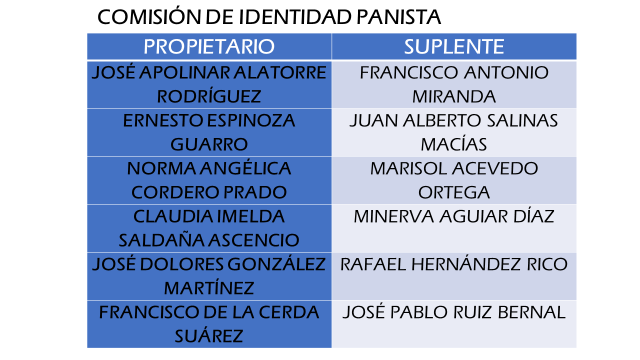 COMISIÓN DE IDENTIDAD PANISTA
PROPIETARIO SUPLENTE
JOSÉ APOLINAR ALATORRE
RODRÍGUEZ
FRANCISCO ANTONIO
MIRANDA
ERNESTO ESPINOZA
GUARRO
JUAN ALBERTO SALINAS
MACÍAS
NORMA ANGÉLICA
CORDERO PRADO
MARISOL ACEVEDO
ORTEGA
CLAUDIA IMELDA
SALDAÑA ASCENCIO
MINERVA AGUIAR DÍAZ
JOSÉ DOLORES GONZÁLEZ
MARTÍNEZ
RAFAEL HERNÁNDEZ RICO
FRANCISCO DE LA CERDA
SUÁREZ
JOSÉ PABLO RUIZ BERNAL